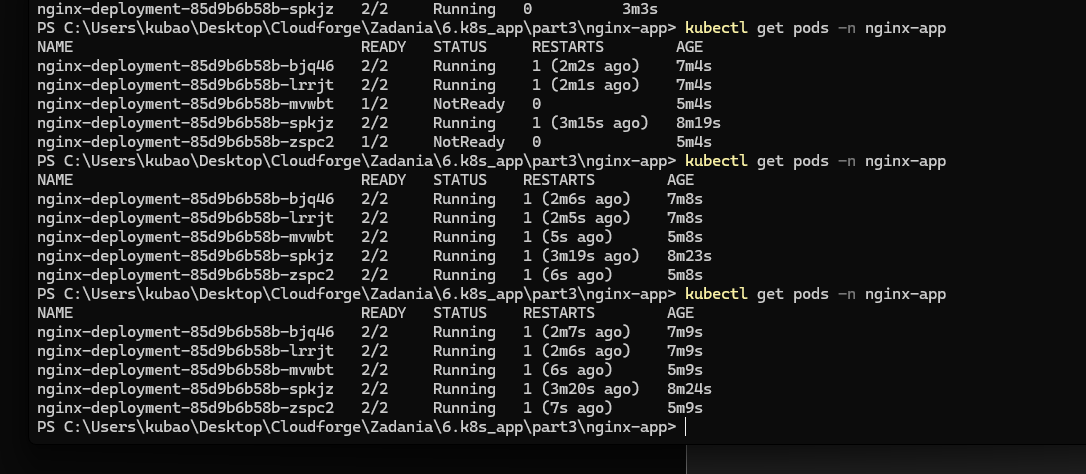 nginx-deployment-85d9b6b58b-spkjz 2/2 Running 0 3m3s
PS C:\Users\kubao\Desktop\Cloudforge\Zadania\6.k8s_app\part3\nginx-app> kubectl get pods -n nginx-app
NAME READY STATUS RESTARTS AGE
nginx-deployment-85d9b6b58b-bjq46 2/2 Running 1 (2m2s ago) 7m4s
nginx-deployment-85d9b6b58b-lrrjt 2/2 Running 1 (2m1s ago) 7m4s
nginx-deployment-85d9b6b58b-mvwbt 1/2 NotReady 0 5m4s
nginx-deployment-85d9b6b58b-spkjz 2/2 Running 1 (3m15s ago) 8m19s
nginx-deployment-85d9b6b58b-zspc2 1/2 NotReady 0 5m4s
PS C:\Users\kubao\Desktop\Cloudforge\Zadania\6.k8s_app\part3\nginx-app> kubectl get pods -n nginx-app
NAME READY STATUS RESTARTS AGE
nginx-deployment-85d9b6b58b-bjq46 2/2 Running 1 (2m6s ago) 7m8s
nginx-deployment-85d9b6b58b-lrrjt 2/2 Running 1 (2m5s ago) 7m8s
nginx-deployment-85d9b6b58b-mvwbt 2/2 Running 1 (5s ago) 5m8s
nginx-deployment-85d9b6b58b-spkjz 2/2 Running 1 (3m19s ago) 8m23s
nginx-deployment-85d9b6b58b-zspc2 2/2 Running 1 (6s ago) 5m8s
PS C:\Users\kubao\Desktop\Cloudforge\Zadania\6.k8s_app\part3\nginx-app> kubectl get pods -n nginx-app
NAME READY STATUS RESTARTS AGE
nginx-deployment-85d9b6b58b-bjq46 2/2 Running 1 (2m7s ago) 7m9s
nginx-deployment-85d9b6b58b-lrrjt 2/2 Running 1 (2m6s ago) 7m9s
nginx-deployment-85d9b6b58b-mvwbt 2/2 Running 1 (6s ago) 5m9s
nginx-deployment-85d9b6b58b-spkjz 2/2 Running 1 (3m20s ago) 8m24s
nginx-deployment-85d9b6b58b-zspc2 2/2 Running 1 (7s ago) 5m9s
PS C:\Users\kubao\Desktop\Cloudforge\Zadania\6.k8s_app\part3\nginx-app>